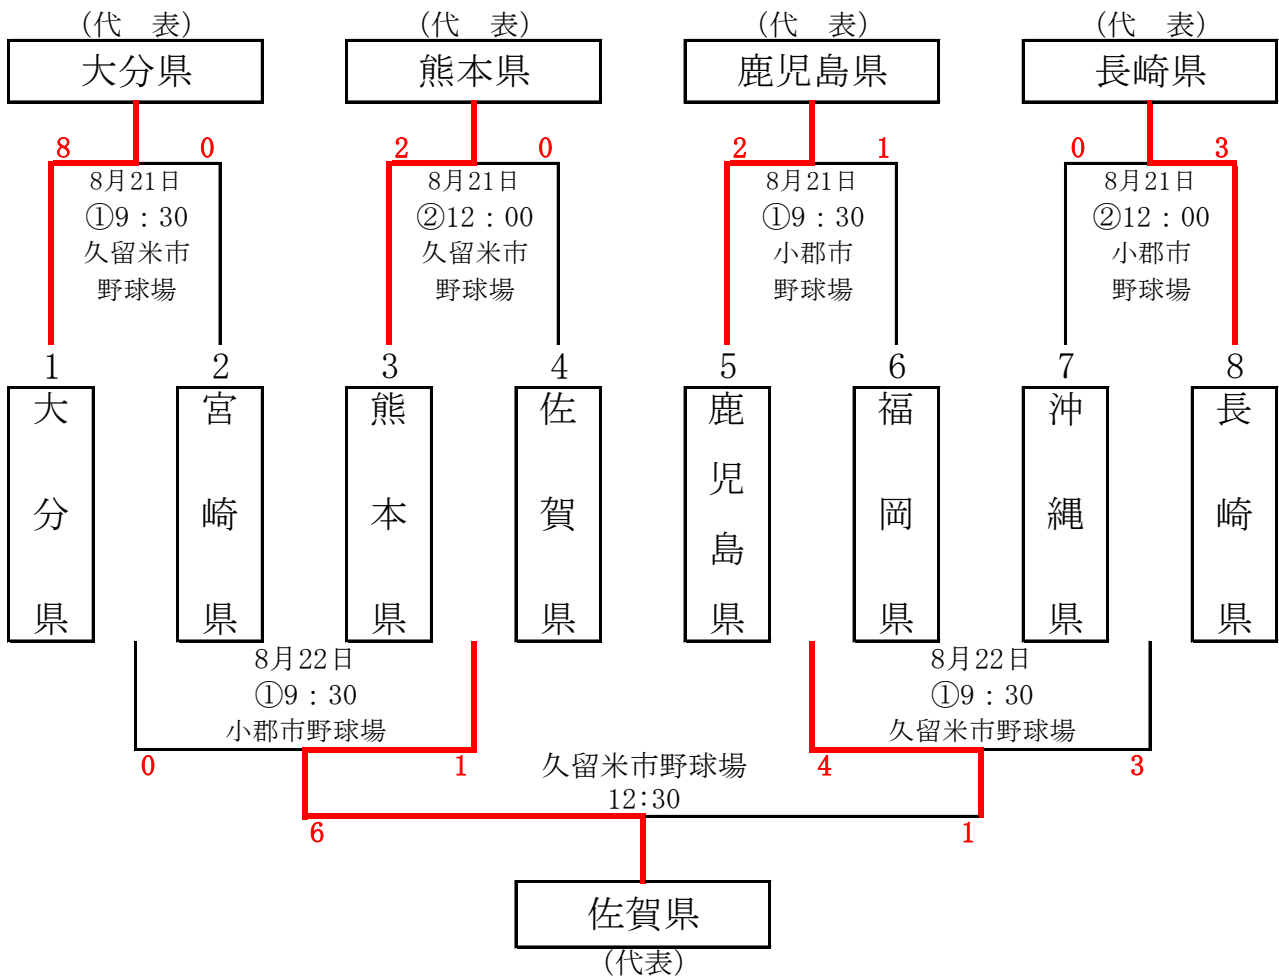 (代　表)
大分県
8 0
8月21日
①9：30
久留米市
野球場
(代　表)
熊本県
2 0
8月21日
②12：00
久留米市
野球場
(代　表)
鹿児島県
2 1
8月21日
①9：30
小郡市
野球場
(代　表)
長崎県
0 3
8月21日
②12：00
小郡市
野球場
1
大分県
2
宮崎県
3
熊本県
4
佐賀県
5
鹿児島県
6
福岡県
7
沖縄県
8
長崎県
8月22日
①9：30
小郡市野球場
0 1
8月22日
①9：30
久留米市野球場
4 3
久留米市野球場
12:30
6 1
佐賀県
(代表)